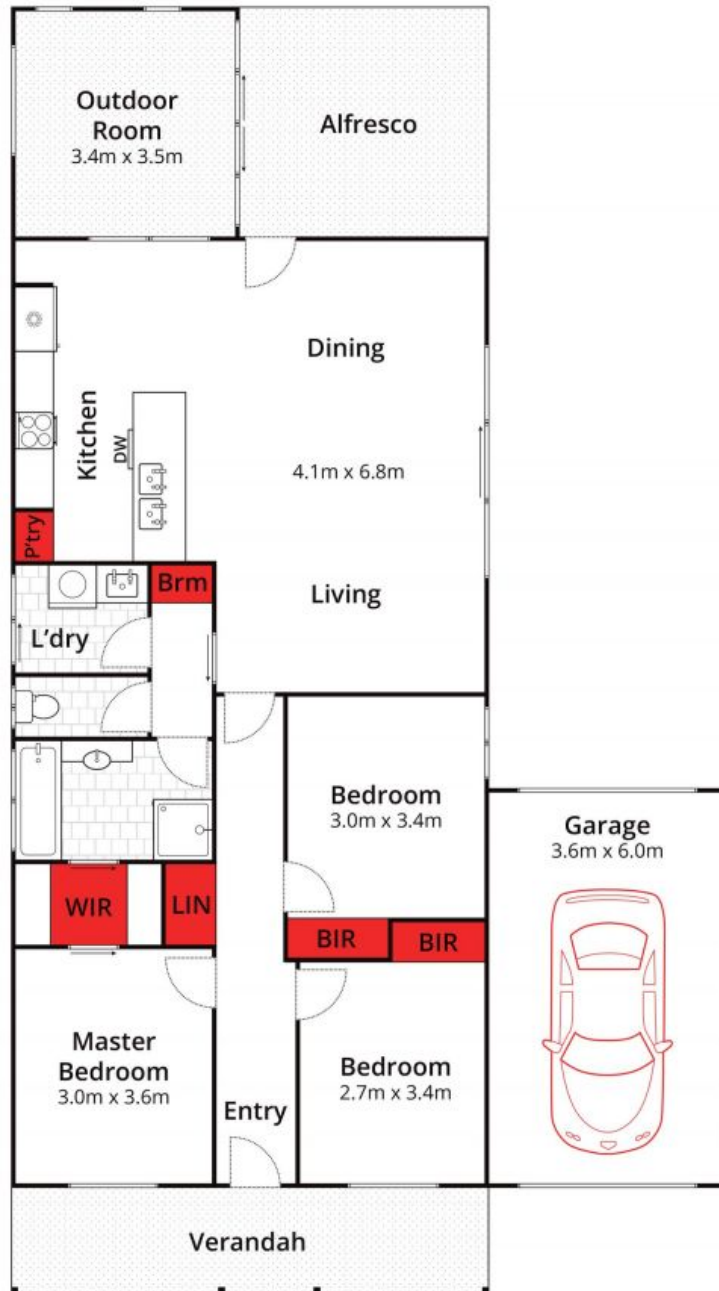 Outdoor
Room
3.4m x 3.5m
Alfresco
Dining
Kitchen
DW
4.1m x 6.8m
P'try
Brm
Living
L'dry
Bedroom
3.0m x 3.4m
Garage
3.6m x 6.0m
WIR
LIN
BIR
BIR
Master
Bedroom
3.0m x 3.6m
Bedroom
2.7m x 3.4m
Entry
Verandah